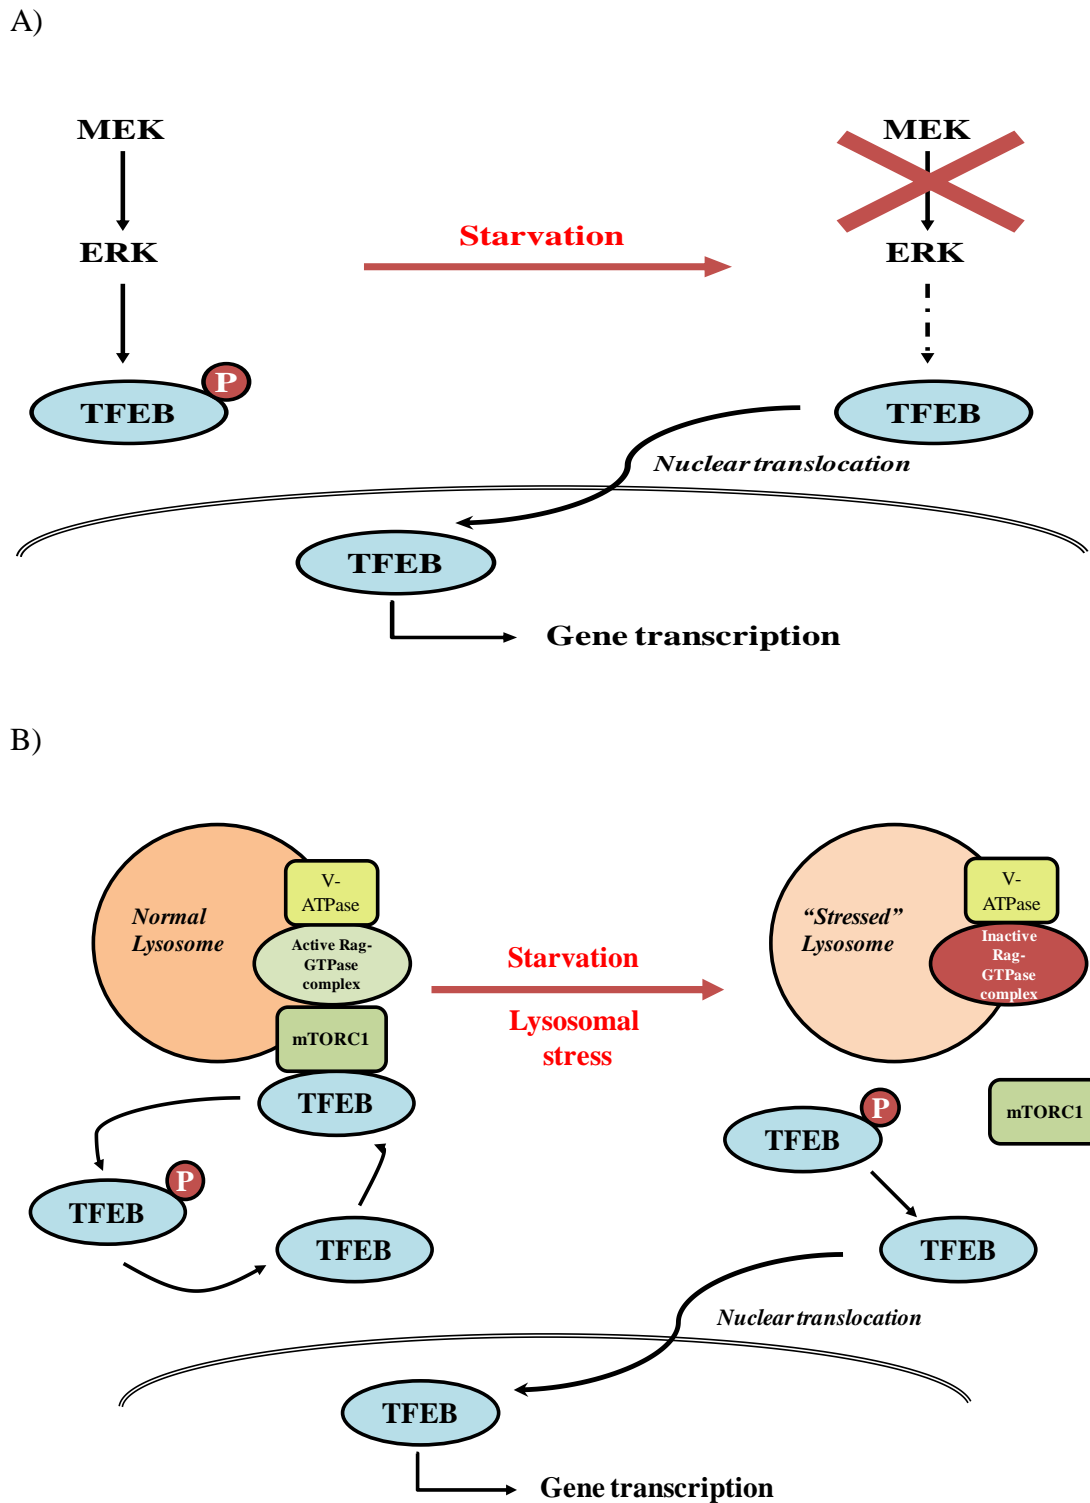 A)
MEK
MEK
Starvation
ERK
ERK
P
TFEB
TFEB
Nuclear translocation
TFEB
Gene transcription
B)
V-
ATPase
Normal
Lysosome
Active Rag-
GTPase
complex
mTORC1
TFEB
P
TFEB
TFEB
Starvation
Lysosomal
stress
V-
ATPase
“Stressed”
Lysosome
Inactive
Rag-
GTPase
complex
P
TFEB
mTORC1
TFEB
Nuclear translocation
TFEB
Gene transcription